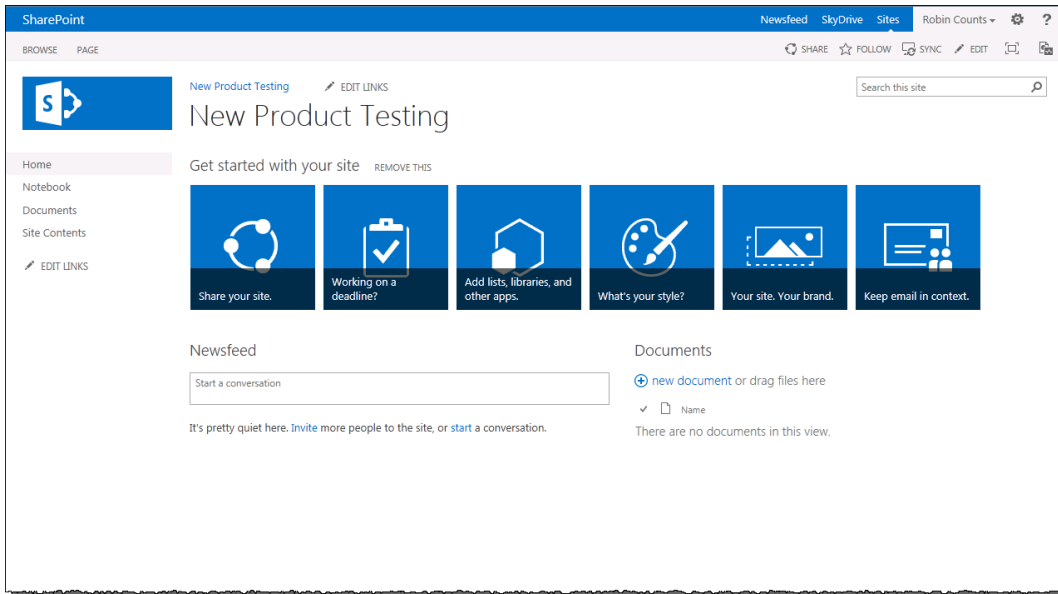 SharePoint
Newsfeed SkyDrive Sites Robin Counts ?
BROWSE PAGE
SHARE FOLLOW SYNC EDIT
S
New Product Testing EDIT LINKS
Search this site
New Product Testing
Home
Notebook
Documents
Site Contents
EDIT LINKS
Get started with your site REMOVE THIS
Share your site.
Working on a
deadline?
Add lists, libraries, and
other apps.
What's your style?
Your site. Your brand.
Keep email in context.
Newsfeed
Start a conversation
It's pretty quiet here. Invite more people to the site, or start a conversation.
Documents
new document or drag files here
Name
There are no documents in this view.